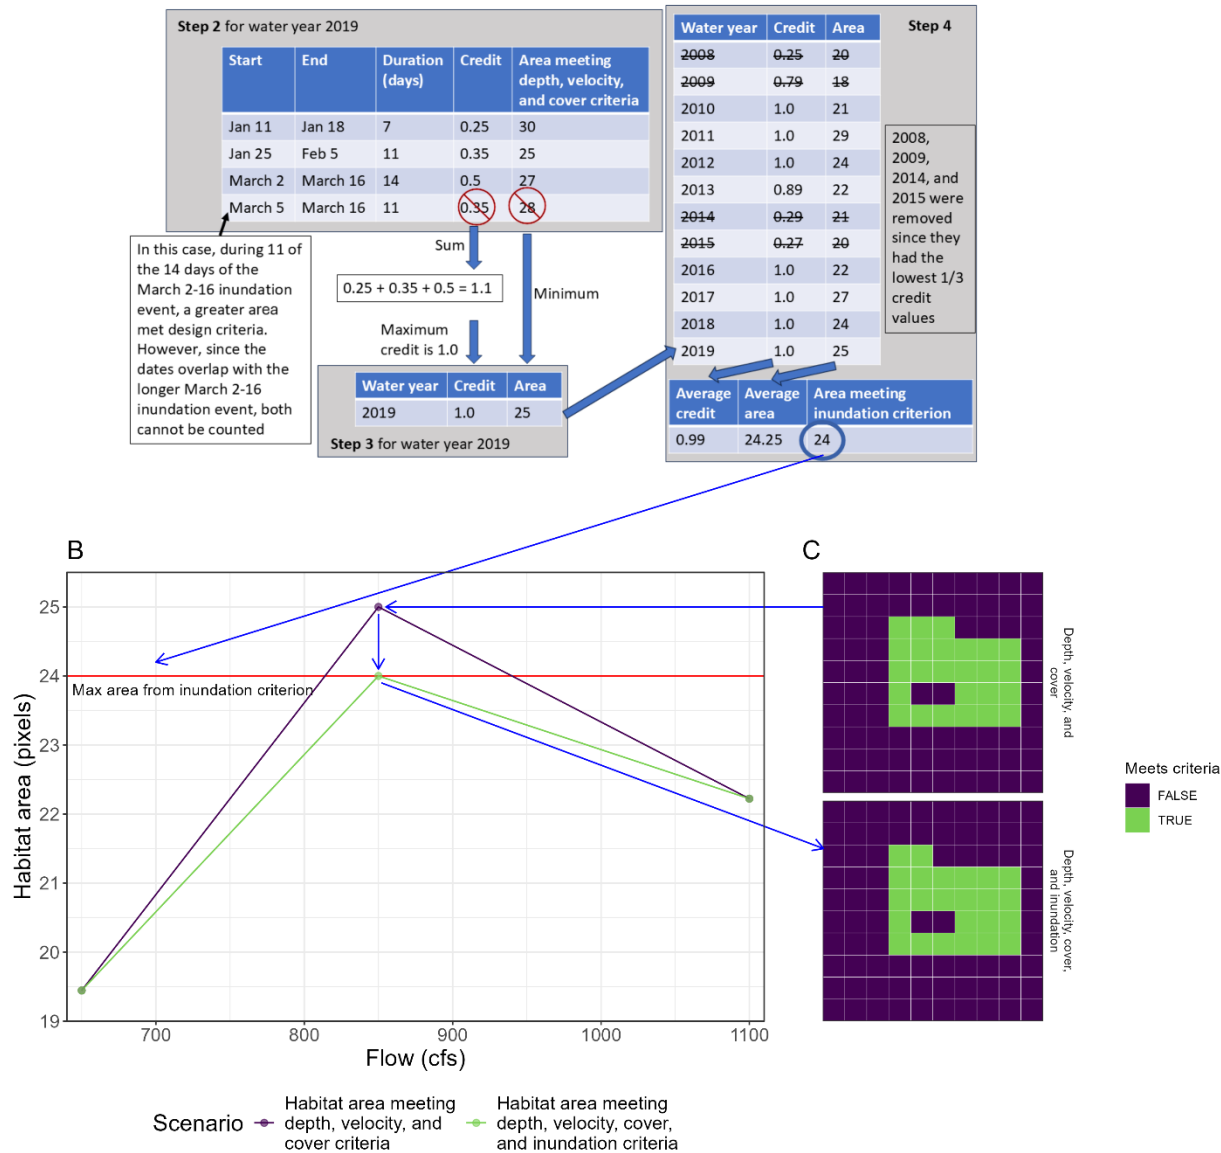 Step 2 for water year 2019
Start End Duration (days) Credit Area meeting depth, velocity, and cover criteria
Jan 11 Jan 18 7 0.25 30
Jan 25 Feb 5 11 0.35 25
March 2 March 16 14 0.5 27
March 5 March 16 11 0.35 28
In this case, during 11 of
the 14 days of the
March 2-16 inundation
event, a greater area
met design criteria.
However, since the
dates overlap with the
longer March 2-16
inundation event, both
cannot be counted
Sum
0.25 + 0.35 + 0.5 = 1.1
Minimum
Maximum
credit is 1.0
Water year Credit Area
2019 1.0 25
Step 3 for water year 2019
Step 4
Water year Credit Area
2008 0.25 20
2009 0.79 18
2010 1.0 21
2011 1.0 29
2012 1.0 24
2013 0.89 22
2014 0.29 21
2015 0.27 20
2016 1.0 22
2017 1.0 27
2018 1.0 24
2019 1.0 25
2008,
2009,
2014, and
2015 were
removed
since they
had the
lowest 1/3
credit
values
Average credit Average area Area meeting inundation criterion
0.99 24.25 24
B
Habitat area (pixels)
25
24
23
22
21
20
19
Max area from inundation criterion
700 800 900 1000 1100
Flow (cfs)
Scenario
Habitat area meeting
depth, velocity, and
cover criteria
Habitat area meeting
depth, velocity, cover,
and inundation criteria
C
Depth, velocity, and
cover
Depth, velocity, cover,
and inundation
Meets criteria
FALSE
TRUE